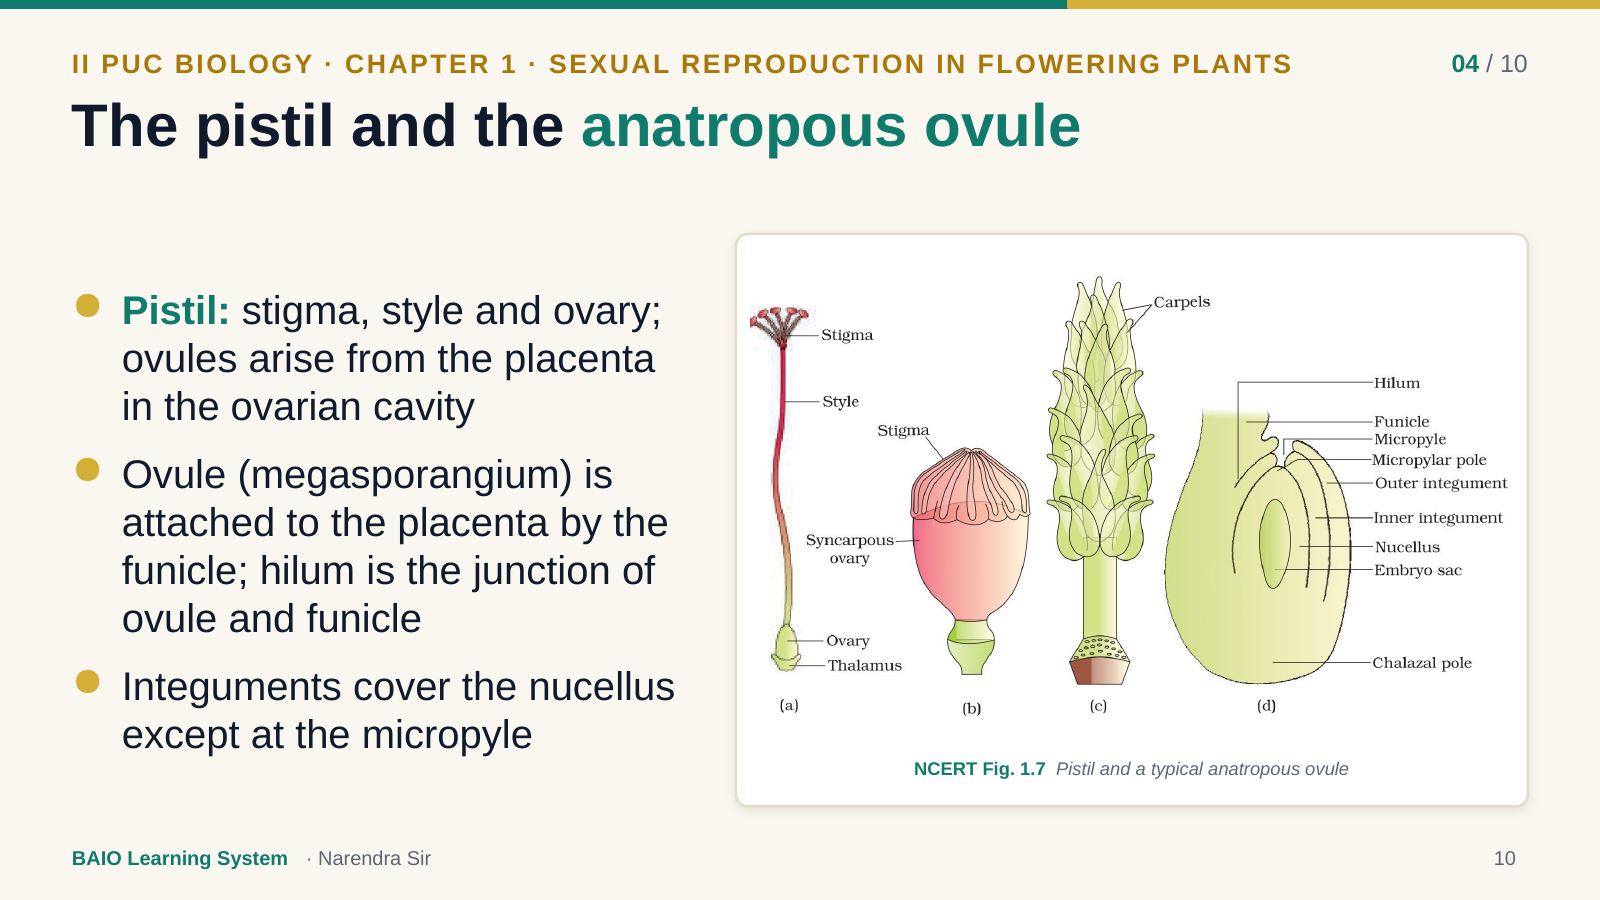 II PUC BIOLOGY · CHAPTER 1 · SEXUAL REPRODUCTION IN FLOWERING PLANTS
04 / 10
The pistil and the anatropous ovule
Pistil: stigma, style and ovary;
ovules arise from the placenta
in the ovarian cavity
Ovule (megasporangium) is
attached to the placenta by the
funicle; hilum is the junction of
ovule and funicle
Integuments cover the nucellus
except at the micropyle
Stigma
Style
Ovary
Thalamus
(a)
Stigma
Syncarpous
ovary
(b)
Carpels
(c)
Hilum
Funicle
Micropyle
Micropylar pole
Outer integument
Inner integument
Nucellus
Embryo sac
Chalazal pole
(d)
NCERT Fig. 1.7 Pistil and a typical anatropous ovule
BAIO Learning System · Narendra Sir
10